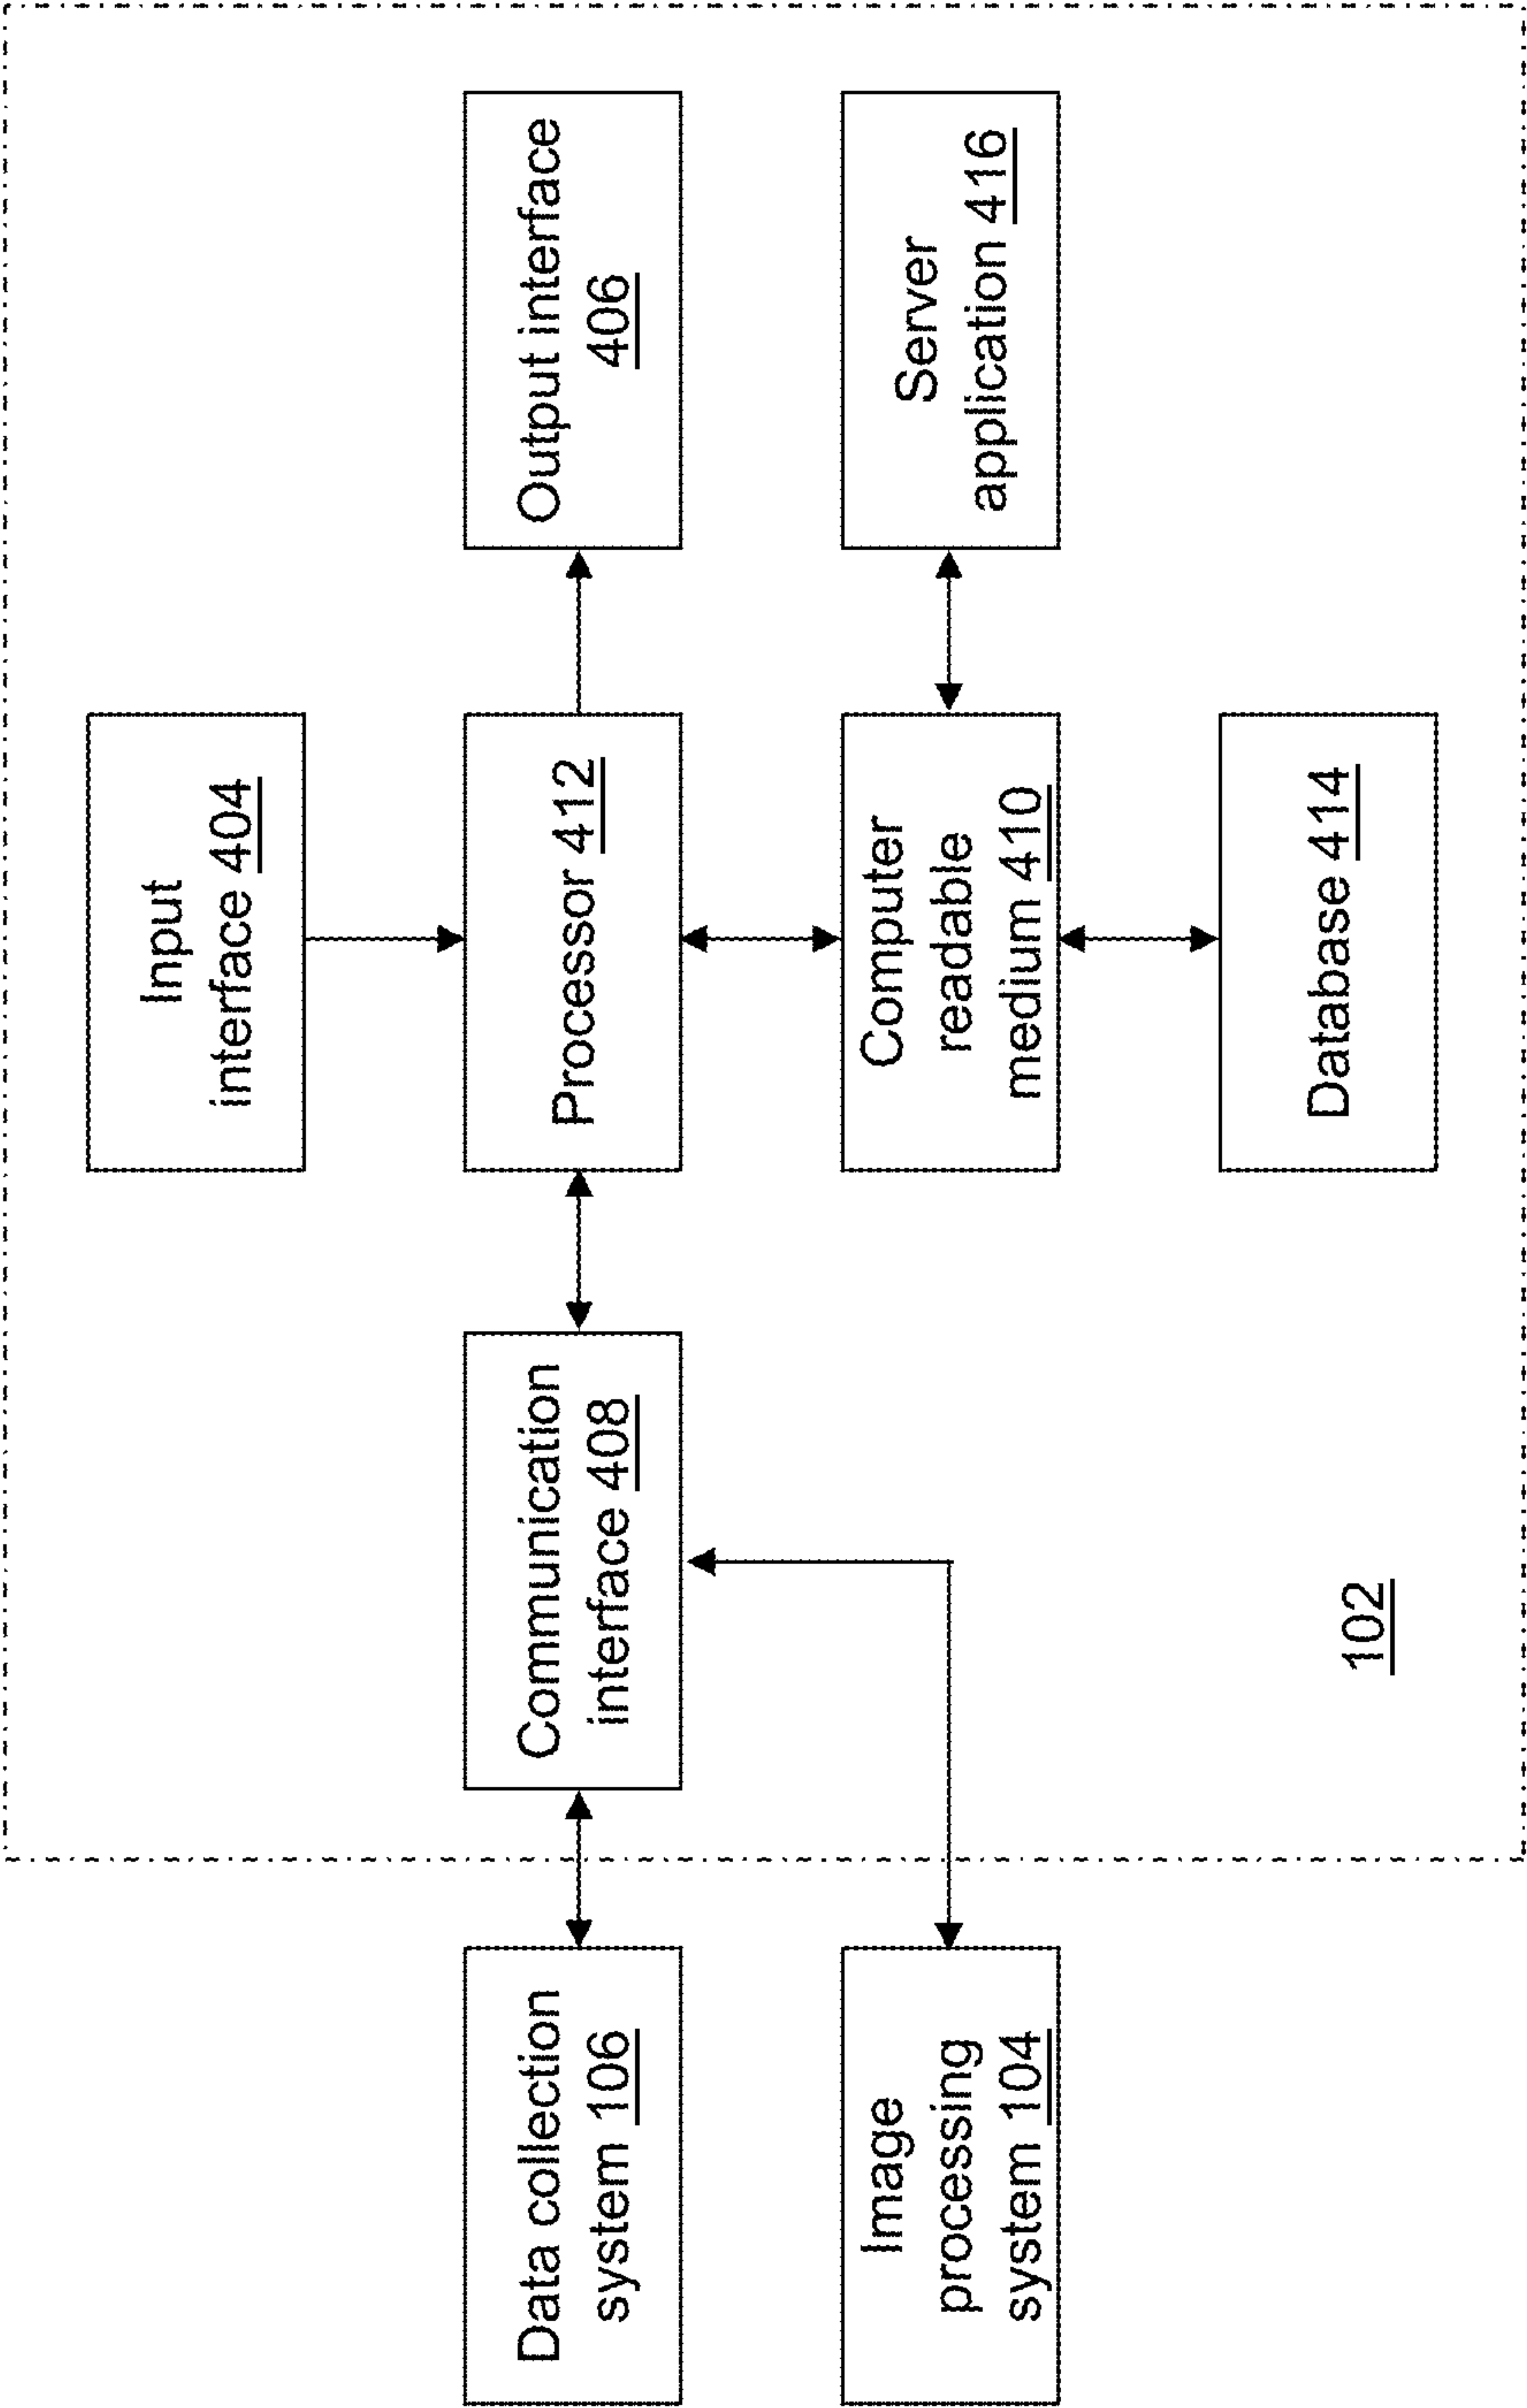 Input
interface 404
Data collection
system 106
Communication
interface 408
Processor 412
Output interface
406
Image
processing
system 104
Computer
readable
medium 410
Server
application 416
102
Database 414